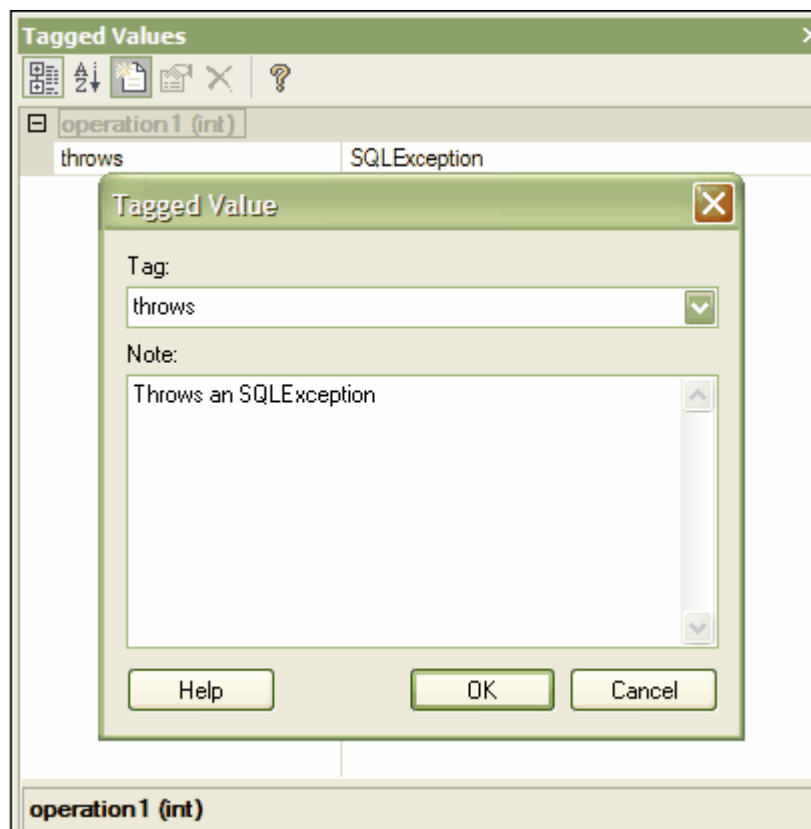 Tagged Values
operation1 (int)
throws SQLException
Tagged Value
Tag:
throws
Note:
Throws an SQLException
Help OK Cancel
operation1 (int)